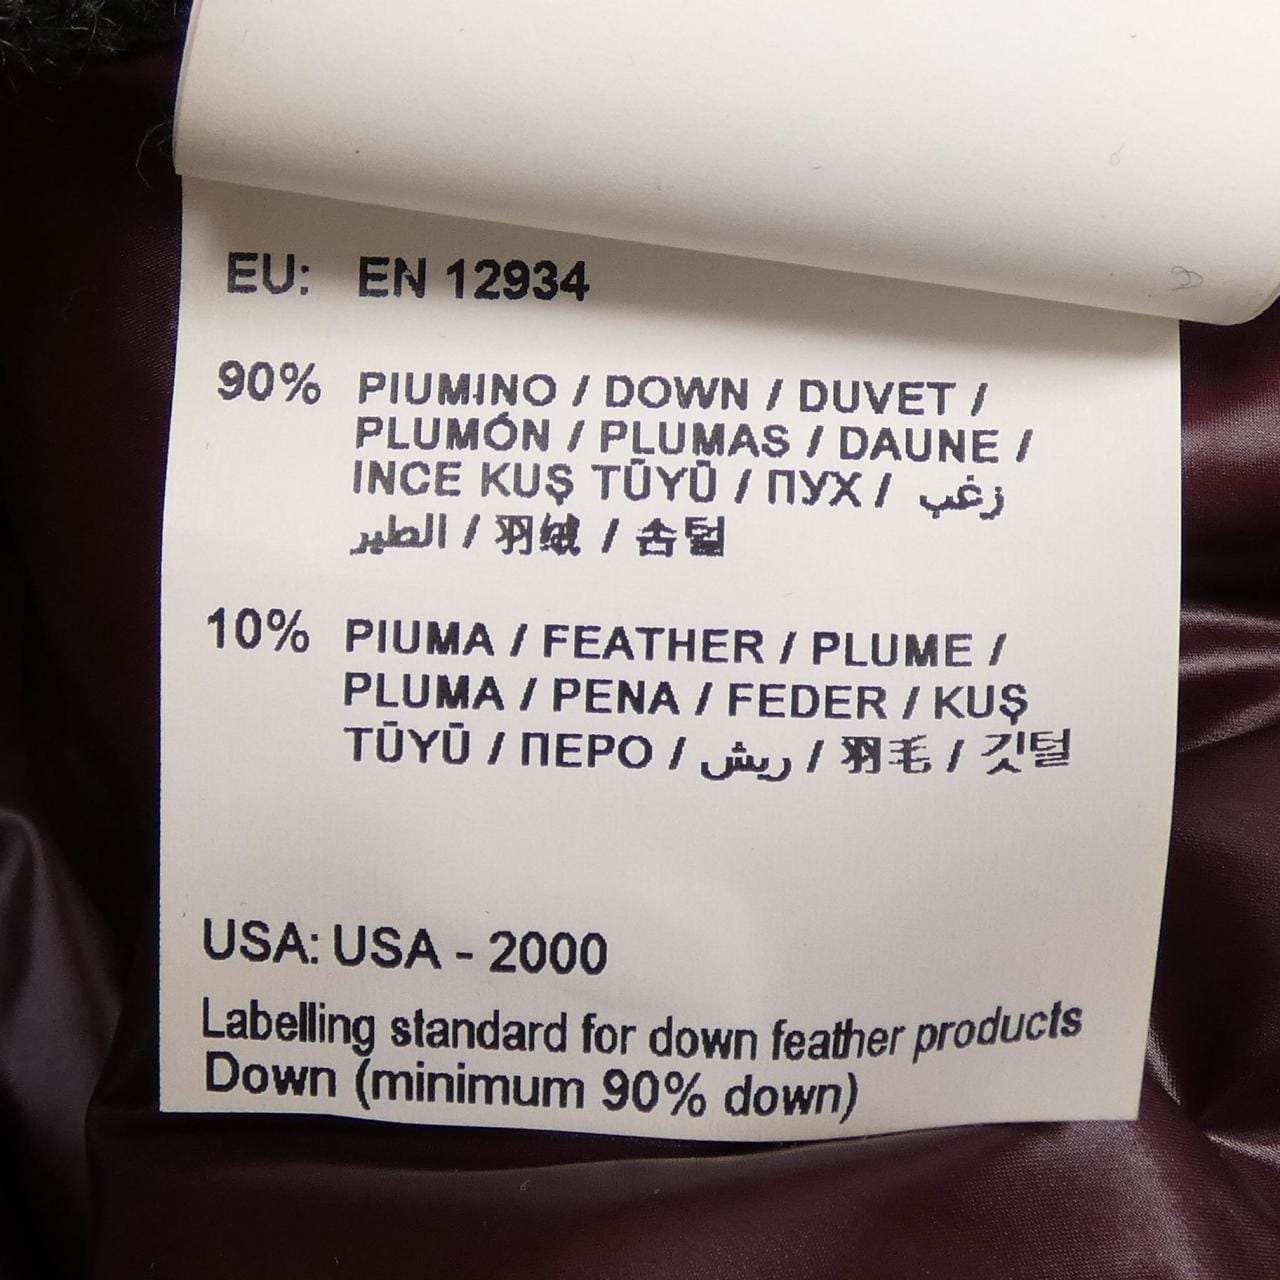 EU: EN 12934
90% PIUMINO / DOWN / DUVET /
PLUMÓN / PLUMAS / DAUNE /
INCE KUŞ TŪYŪ / ПУХ / زغب
الطير / 羽绒 / 솜털
10% PIUMA / FEATHER / PLUME /
PLUMA / PENA / FEDER / KUŞ
TŪYŪ / ПЕРО / ريش / 羽毛 / 깃털
USA: USA - 2000
Labelling standard for down feather products
Down (minimum 90% down)